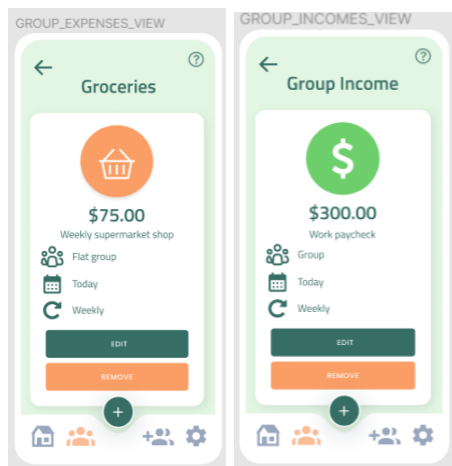 GROUP_EXPENSES_VIEW
?
Groceries
$75.00
Weekly supermarket shop
Flat group
Today
Weekly
EDIT
REMOVE
+
GROUP_INCOMES_VIEW
?
Group Income
$
$300.00
Work paycheck
Group
Today
Weekly
EDIT
REMOVE
+